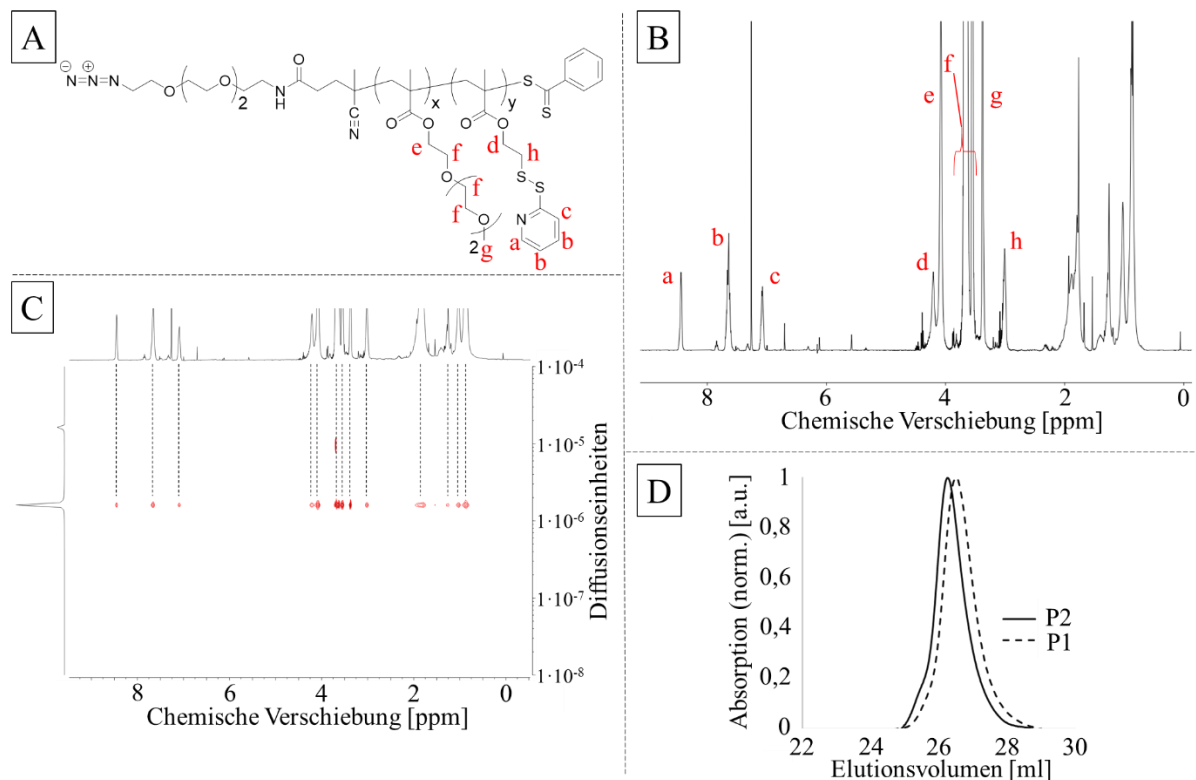 A
N N N
O
O
2
N
H
O
C
N
x
y
O
O
O
O
S
S
e
f
O
f
f
O
2
g
d
h
S
S
N
c
a
b
b
B
a
b
c
d
e
f
g
h
8
6
4
2
0
Chemische Verschiebung [ppm]
C
1·10⁻⁴
1·10⁻⁵
1·10⁻⁶
1·10⁻⁷
1·10⁻⁸
Diffusionseinheiten
8
6
4
2
0
Chemische Verschiebung [ppm]
D
Absorption (norm.) [a.u.]
1
0,8
0,6
0,4
0,2
0
P2
P1
22
24
26
28
30
Elutionsvolumen [ml]